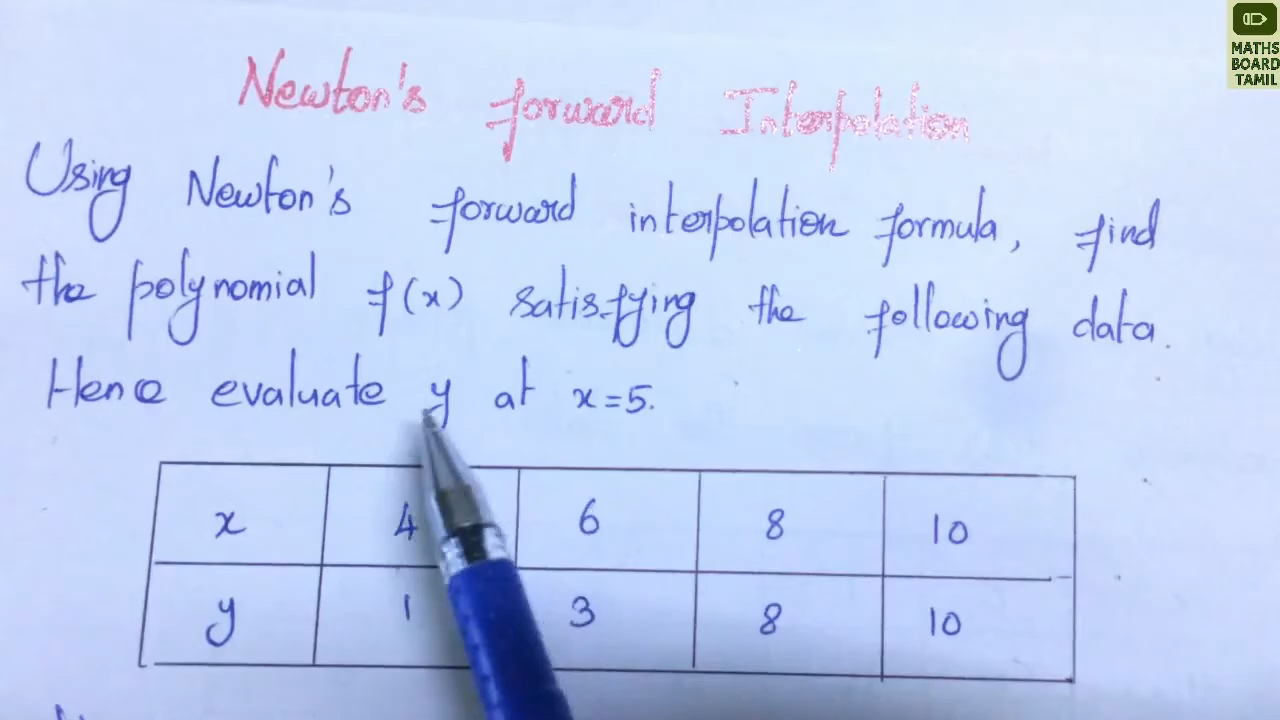 MATHS
BOARD
TAMIL
Newton's forward Interpolation
Using Newton's forward interpolation formula, find
the polynomial f(x) satisfying the following data.
Hence evaluate y at x=5.
x 4 6 8 10
y 1 3 8 10